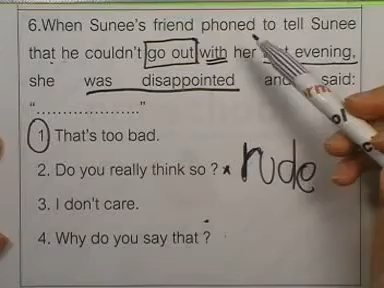 6.When Sunee's friend phoned to tell Sunee
that he couldn't go out with her evening,
she was disappointed and said:
"...................."
1. That's too bad.
2. Do you really think so ? x rude
3. I don't care.
4. Why do you say that ?